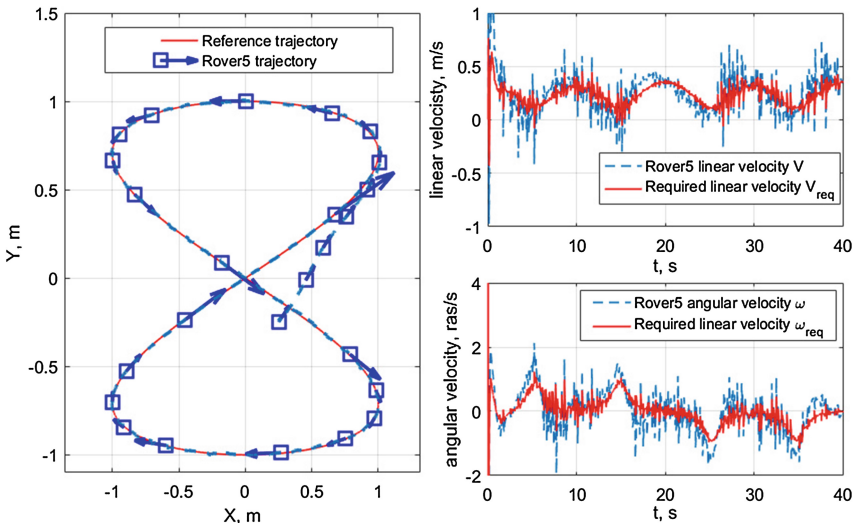 1.5
1
0.5
0
-0.5
-1
Y, m
-1
-0.5
0
0.5
1
X, m
Reference trajectory
Rover5 trajectory
1
0.5
0
-0.5
-1
linear velocisty, m/s
Rover5 linear velocity V
Required linear velocity Vreq
0
10
20
30
40
t, s
4
2
0
-2
angular velocity, ras/s
Rover5 angular velocity ω
Required linear velocity ωreq
0
10
20
30
40
t, s